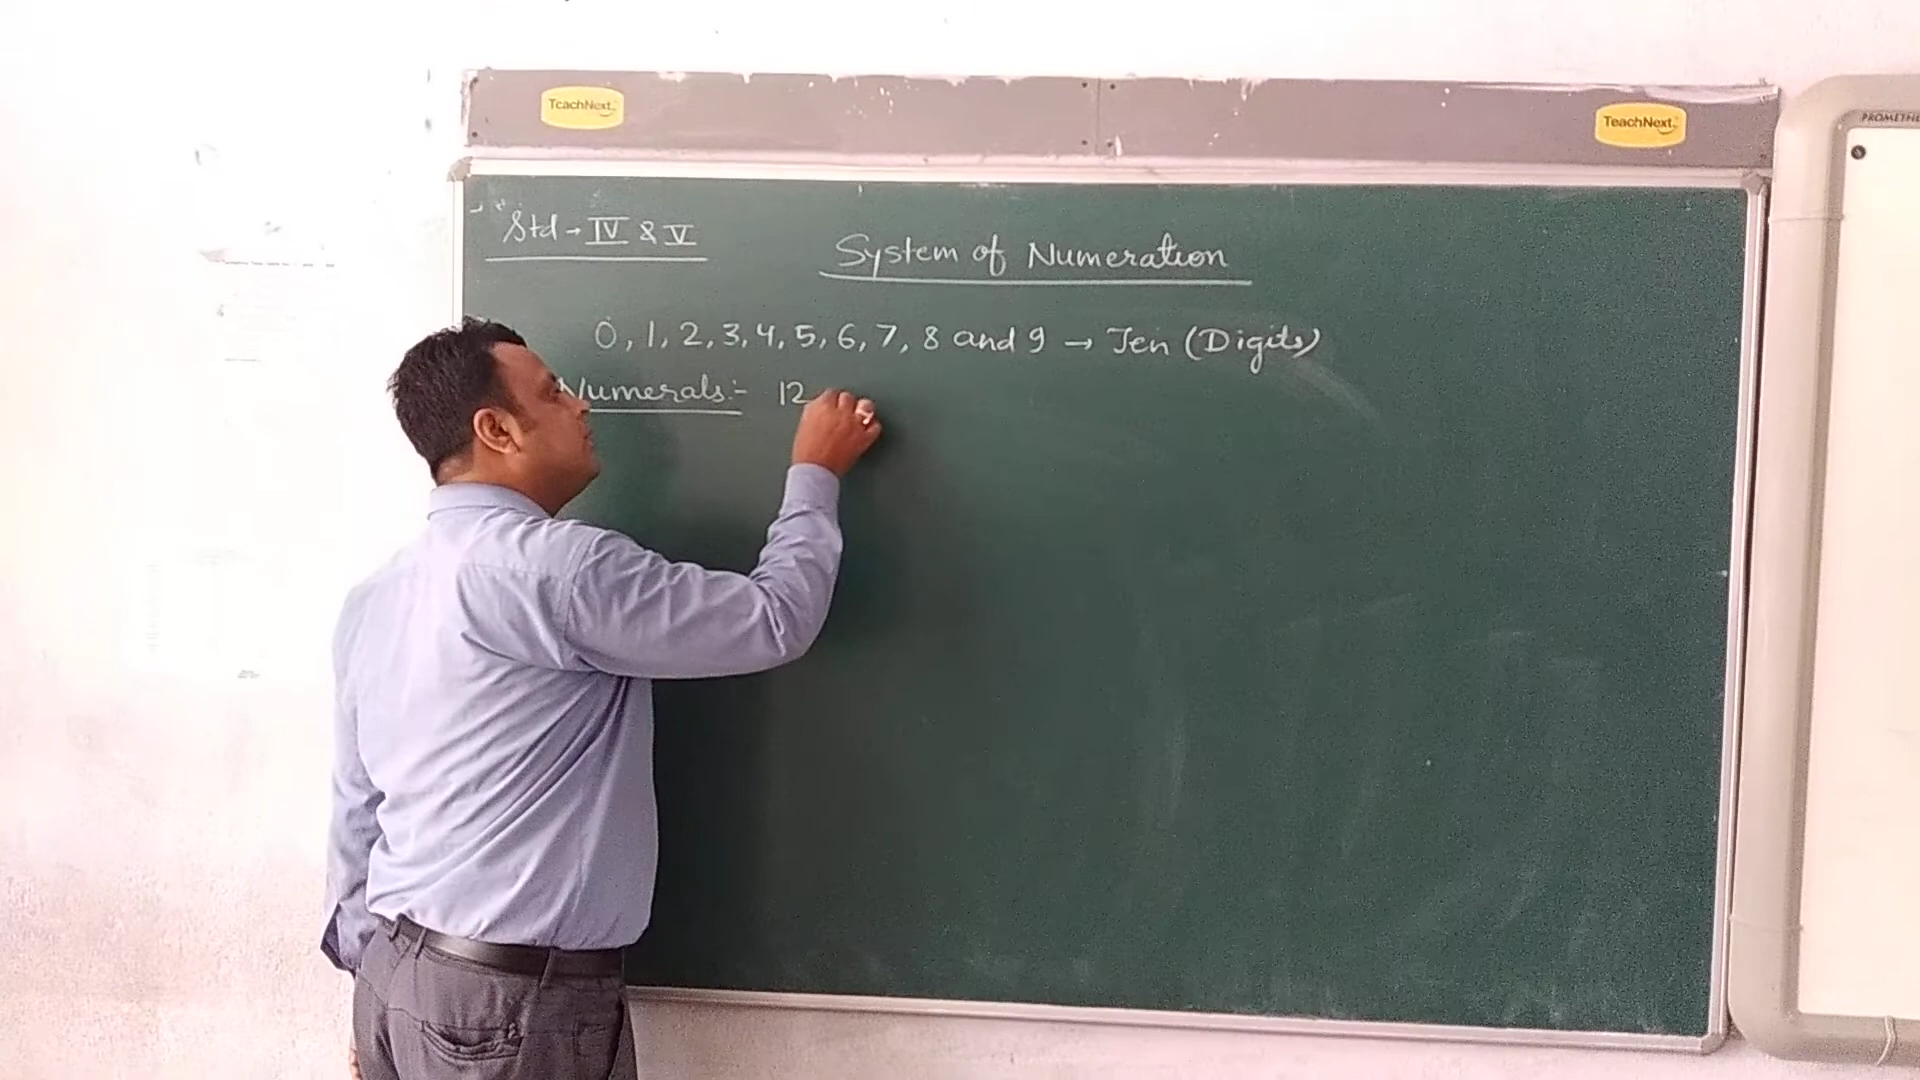 TeachNext
TeachNext
PROMETHE
Std → IV & V
System of Numeration
0, 1, 2, 3, 4, 5, 6, 7, 8 and 9 → Ten (Digits)
Numerals:- 12